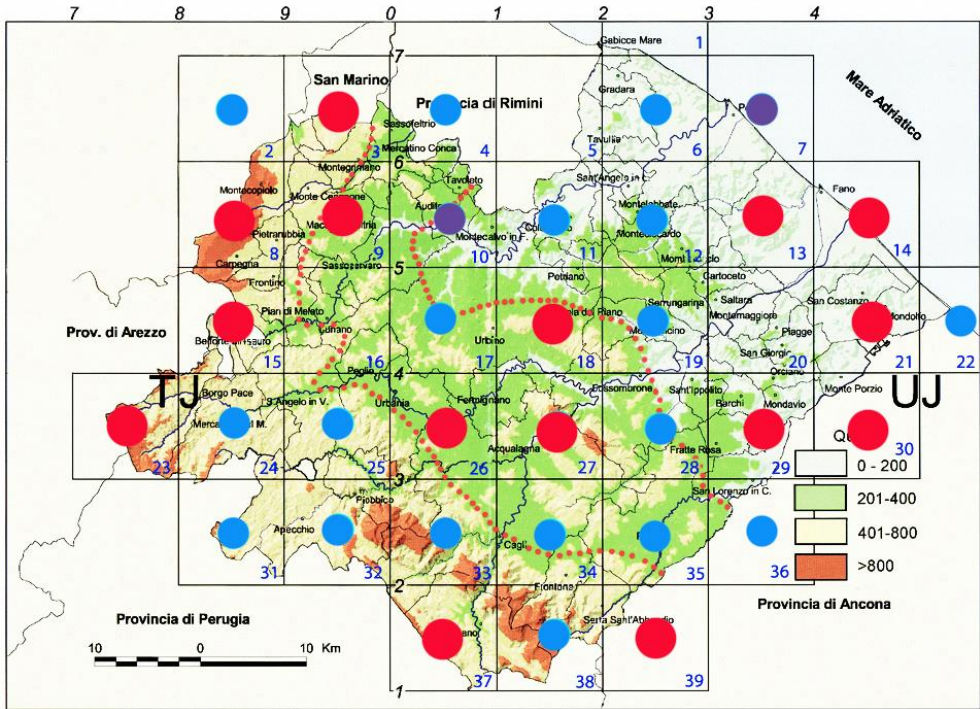 7 8 9 0 1 2 3 4
Gabicce Mare 1
7
San Marino
Gradara
Provincia di Rimini
Mare Adriatico
Sassofeltrio
Tavullia
Mercatino Conca
2 Montegrimano 3 4 5 6 7
6
Tavoleto Sant'Angelo in L.
Montecopiolo
Monte Cerignone
Fano
Montelabbate
Pietrarubbia
Montecalvo in F.
8 9 10 11 12 13 14
Carpegna
Sassocorvaro
5
Petriano
Cartoceto
Frontino
Saltara
San Costanzo
Serrungarina
Pian di Meleto
Montemaggiore
Mondolfo
Prov. di Arezzo
Lunano
Urbino
Piagge
Belforte all'Isauro
San Giorgio
15 16 17 18 19 20 21 22
Peglio
Orciano
4
TJ UJ
Borgo Pace
Fossombrone
Sant'Ippolito
Monte Porzio
S.Angelo in V.
Urbania
Fermignano
Barchi
Mondavio
Acqualagna
Fratte Rosa
23 24 25 26 27 28 29 30
0 - 200
3
San Lorenzo in C.
Piobbico
201-400
Apecchio
401-800
Cagli
31 32 33 34 35 36
>800
Frontone
2
Provincia di Perugia
Provincia di Ancona
Serra Sant'Abbondio
10 0 10 Km
37 38 39
1